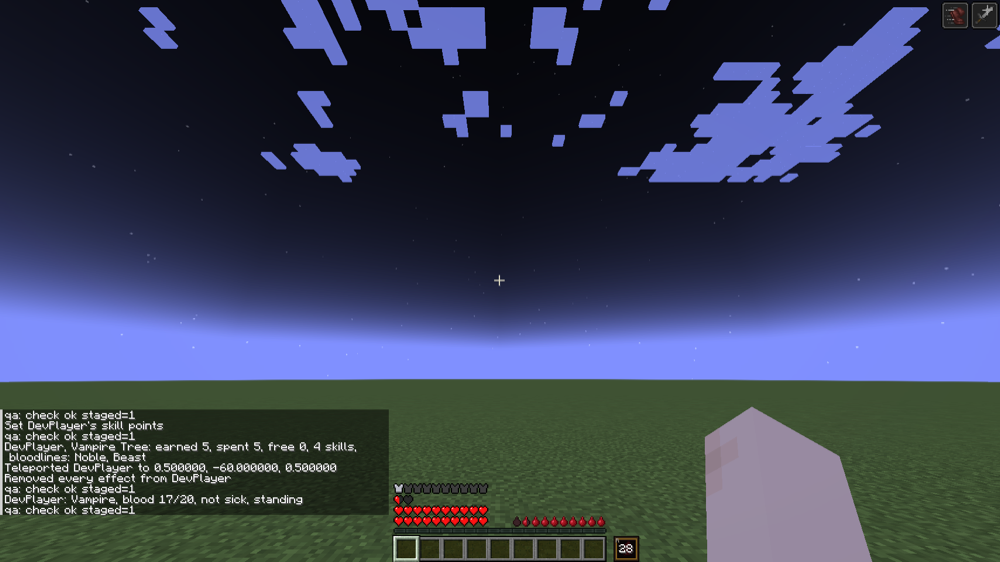 qa: check ok staged=1
Set DevPlayer's skill points
qa: check ok staged=1
DevPlayer, Vampire Tree: earned 5, spent 5, free 0, 4 skills,
bloodlines: Noble, Beast
Teleported DevPlayer to 0.500000, -60.000000, 0.500000
Removed every effect from DevPlayer
qa: check ok staged=1
DevPlayer: Vampire, blood 17/20, not sick, standing
qa: check ok staged=1
28